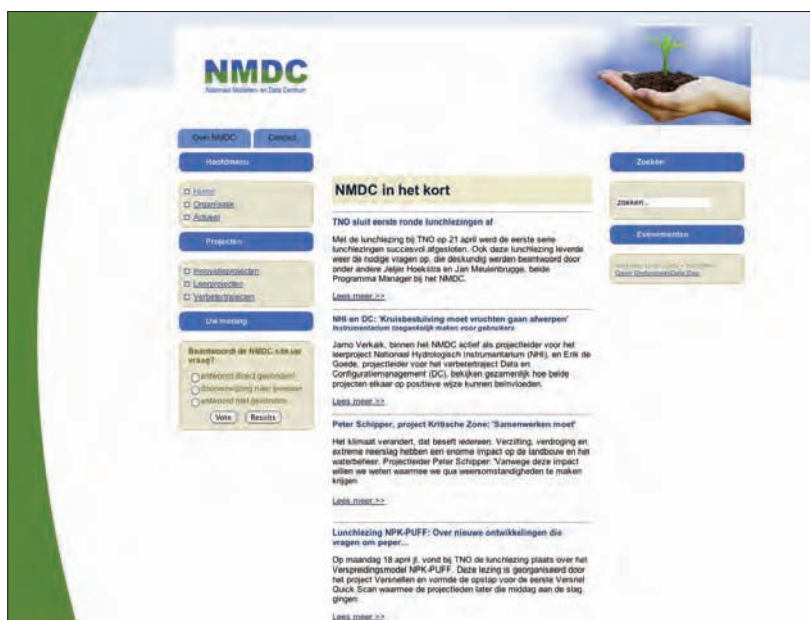 NMDC
Nationaal Modellen- en Data Centrum
Over NMDC
Contact
Hoofdmenu
Home
Organisatie
Actueel
Projecten
Innovatieprojecten
Leerprojecten
Verbetertrajecten
Uw mening
Beantwoordt de NMDC site uw
vraag?
antwoord direct gevonden!
doorverwijzing naar persoon
antwoord niet gevonden
Vote
Results
NMDC in het kort
TNO sluit eerste ronde lunchlezingen af
Met de lunchlezing bij TNO op 21 april werd de eerste serie
lunchlezingen succesvol afgesloten. Ook deze lunchlezing leverde
weer de nodige vragen op, die deskundig werden beantwoord door
onder andere Jeljer Hoekstra en Jan Meulenbrugge, beide
Programma Manager bij het NMDC.
Lees meer >>
NHI en DC: 'Kruisbestuiving moet vruchten gaan afwerpen'
Instrumentarium toegankelijk maken voor gebruikers
Jarno Verkaik, binnen het NMDC actief als projectleider voor het
leerproject Nationaal Hydrologisch Instrumentarium (NHI), en Erik de
Goede, projectleider voor het verbetertraject Data en
Configuratiemanagement (DC), bekijken gezamenlijk hoe beide
projecten elkaar op positieve wijze kunnen beïnvloeden.
Lees meer >>
Peter Schipper, project Kritische Zone: 'Samenwerken moet'
Het klimaat verandert, dat beseft iedereen. Verzilting, verdroging en
extreme neerslag hebben een enorme impact op de landbouw en het
waterbeheer. Projectleider Peter Schipper: 'Vanwege deze impact
willen we weten waarmee we qua weersomstandigheden te maken
krijgen
Lees meer >>
Lunchlezing NPK-PUFF: Over nieuwe ontwikkelingen die
vragen om peper...
Op maandag 18 april jl. vond bij TNO de lunchlezing plaats over het
Verspreidingsmodel NPK-PUFF. Deze lezing is georganiseerd door
het project Versnellen en vormde de opstap voor de eerste Versnel
Quick Scan waarmee de projectleden later die middag aan de slag
gingen
Lees meer >>
Zoeken
zoeken...
Evenementen